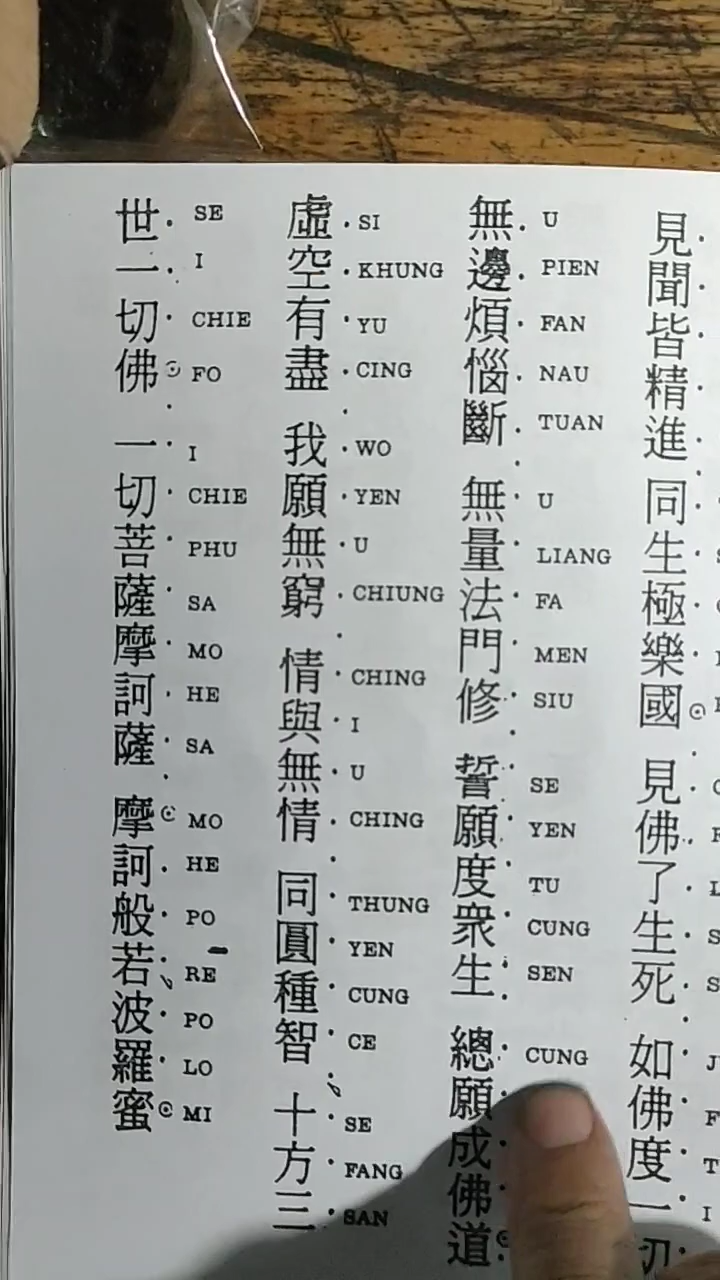 見聞皆精進 同生極樂國 見佛了生死 如佛度一切
無邊煩惱斷 無量法門修 誓願度衆生 總願成佛道
U PIEN FAN NAU TUAN U LIANG FA MEN SIU SE YEN TU CUNG SEN CUNG
虛空有盡 我願無窮 情與無情 同圓種智 十方三
SI KHUNG YU CING WO YEN U CHIUNG CHING I U CHING THUNG YEN CUNG CE SE FANG SAN
世一切佛 一切菩薩摩訶薩 摩訶般若波羅蜜
SE I CHIE FO I CHIE PHU SA MO HE SA MO HE PO RE PO LO MI